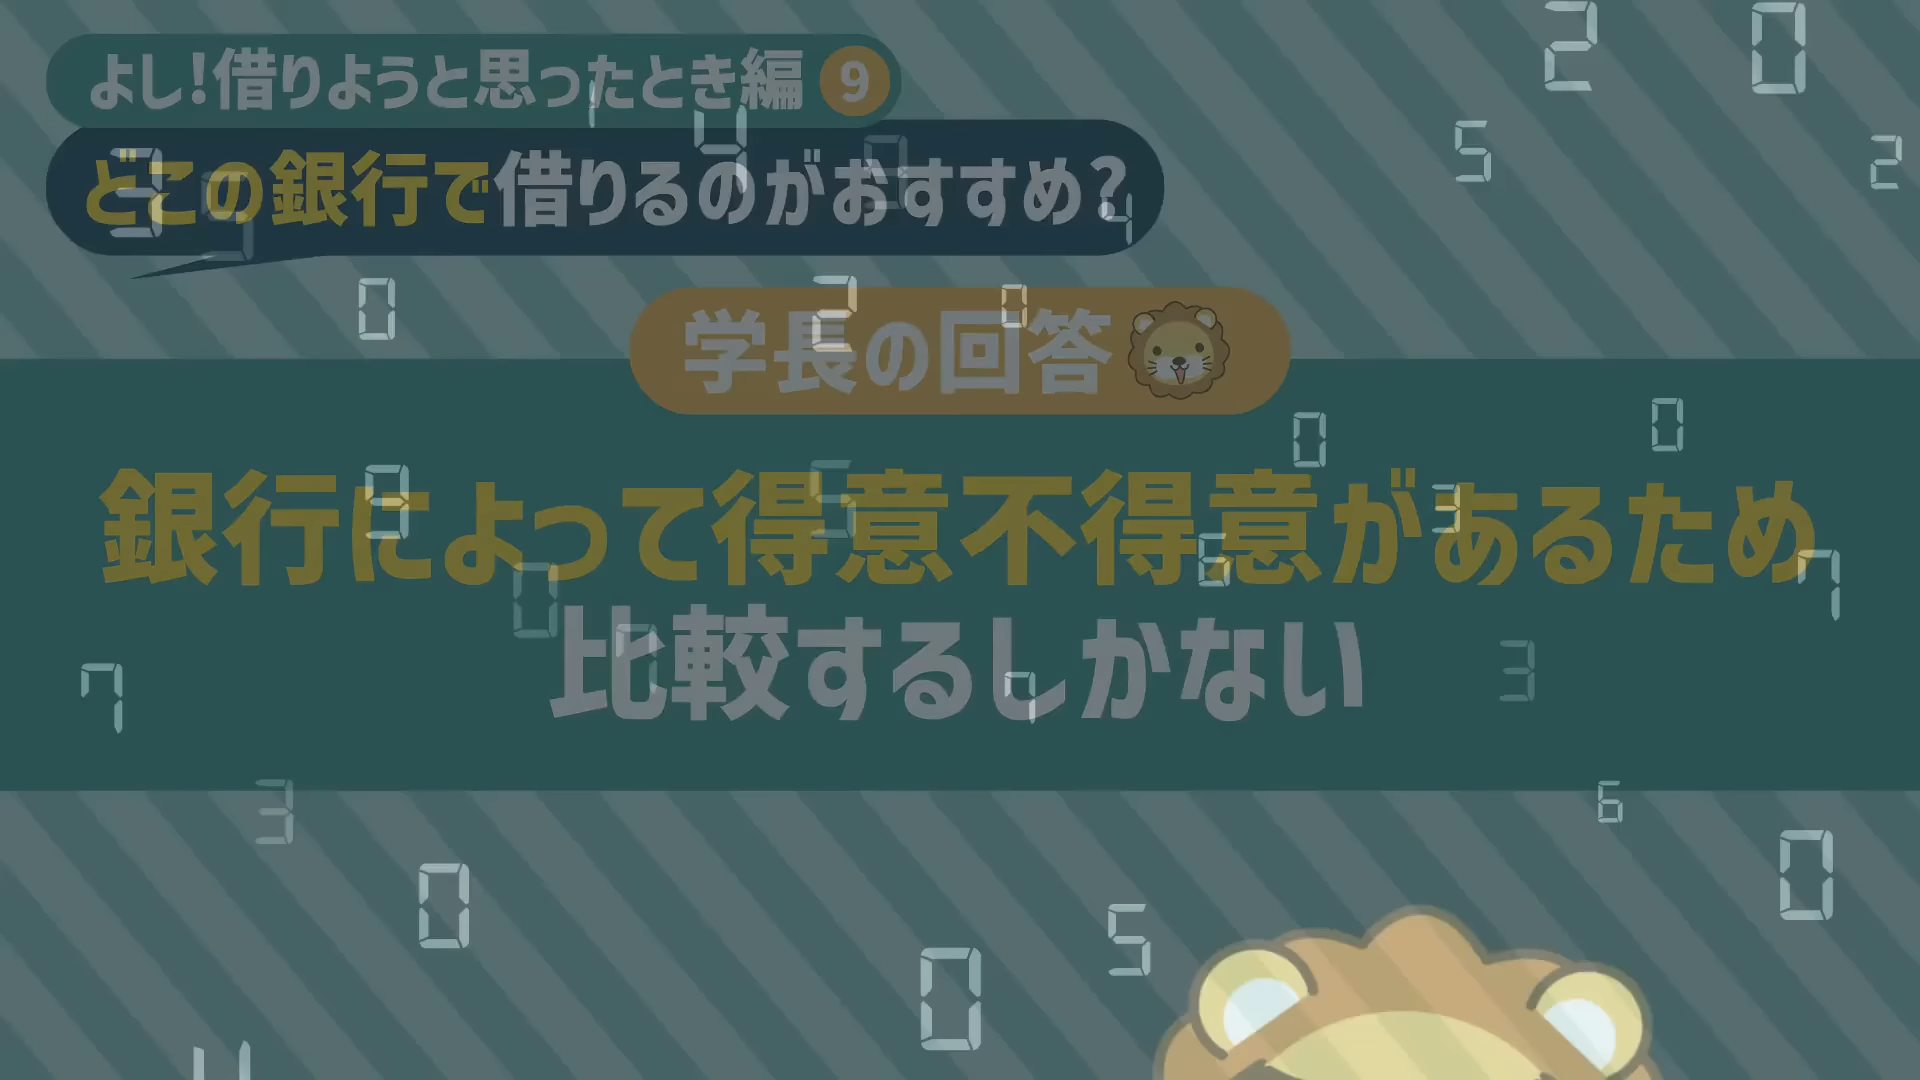 よし!借りようと思ったとき編 9
どこの銀行で借りるのがおすすめ?
学長の回答
銀行によって得意不得意があるため
比較するしかない